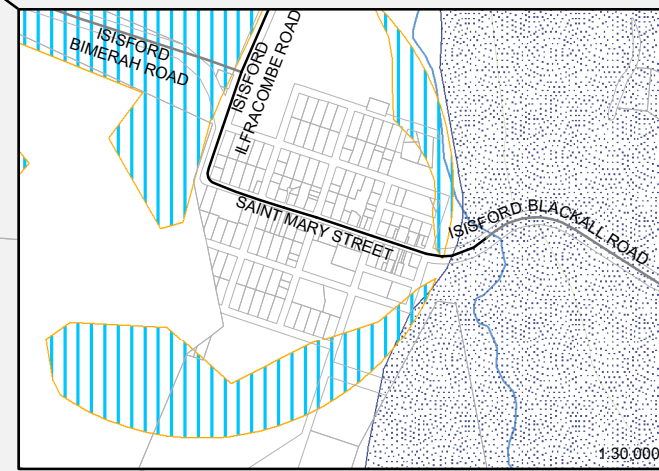 ISISFORD
BIMERAH ROAD
ISISFORD
ILFRACOMBE ROAD
SAINT MARY STREET
ISISFORD BLACKALL ROAD
1:30,000